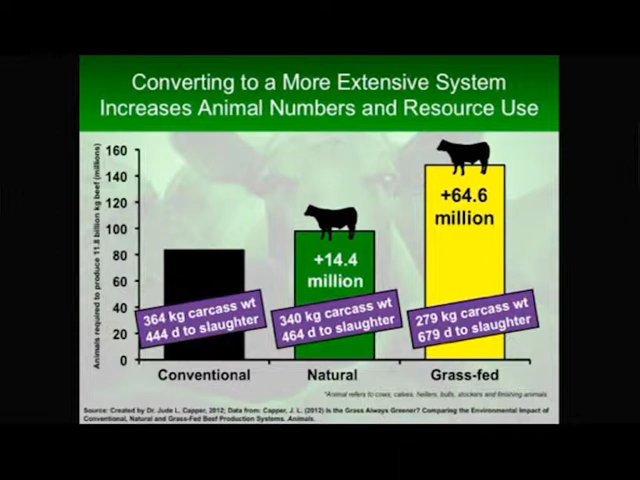 Converting to a More Extensive System
Increases Animal Numbers and Resource Use
Animals required to produce 11.8 billion kg beef (millions)
160
140
120
100
80
60
40
20
0
+14.4
million
+64.6
million
364 kg carcass wt
444 d to slaughter
340 kg carcass wt
464 d to slaughter
279 kg carcass wt
679 d to slaughter
Conventional
Natural
Grass-fed
*Animal refers to cows, calves, heifers, bulls, stockers and finishing animals.
Source: Created by Dr. Jude L. Capper, 2012; Data from: Capper, J. L. (2012) Is the Grass Always Greener? Comparing the Environmental Impact of
Conventional, Natural and Grass-Fed Beef Production Systems. Animals.